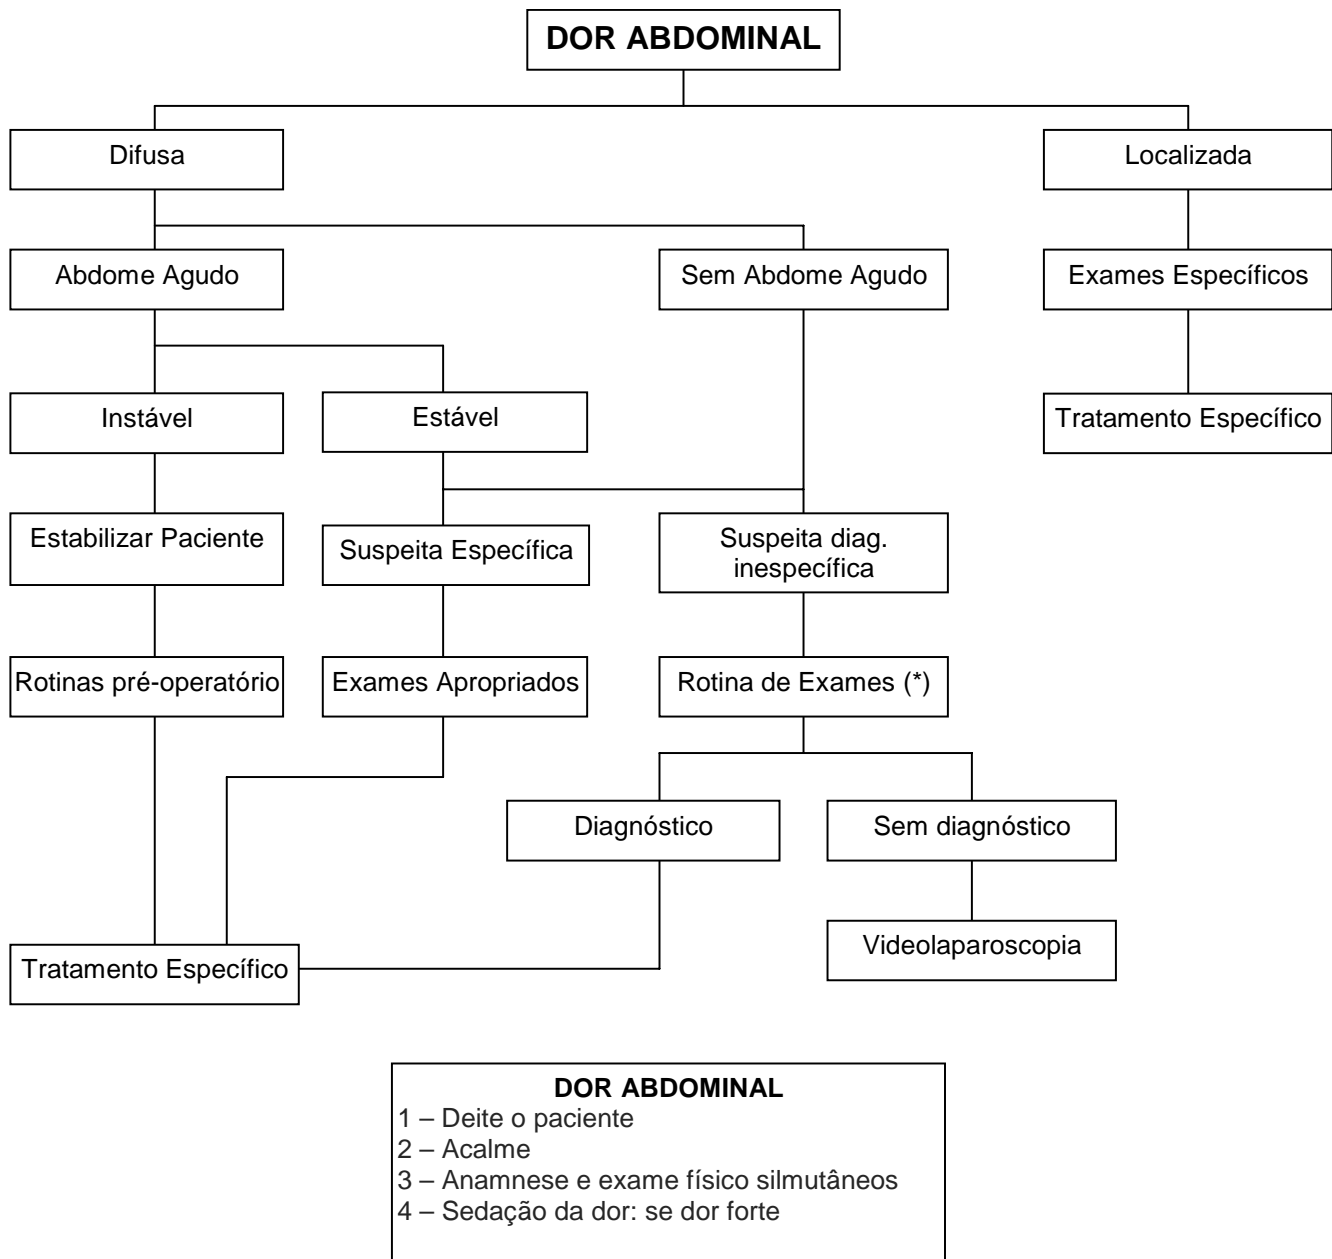 DOR ABDOMINAL
Difusa
Localizada
Abdome Agudo
Sem Abdome Agudo
Exames Específicos
Instável
Estável
Tratamento Específico
Estabilizar Paciente
Suspeita Específica
Suspeita diag.
inespecífica
Rotinas pré-operatório
Exames Apropriados
Rotina de Exames (*)
Diagnóstico
Sem diagnóstico
Tratamento Específico
Videolaparoscopia
DOR ABDOMINAL
1 – Deite o paciente
2 – Acalme
3 – Anamnese e exame físico silmutâneos
4 – Sedação da dor: se dor forte